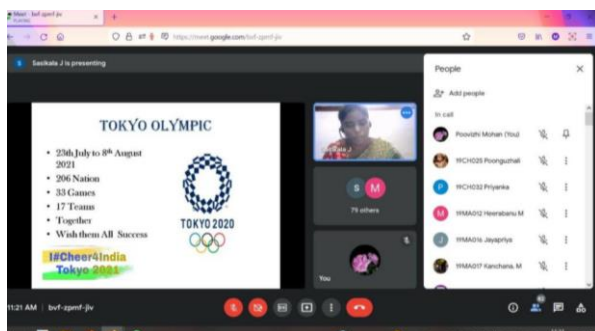 Meet - bvf-zpmf-jiv
https://meet.google.com/bvf-zpmf-jiv
S Sasikala J is presenting
TOKYO OLYMPIC
• 23th July to 8th August
2021
• 206 Nation
• 33 Games
• 17 Teams
• Together
• Wish them All Success
I#Cheer4India
Tokyo 2021
TOKYO 2020
Sasikala J
S M
79 others
You
People
Add people
In call
Poovizhi Mohan (You)
19CH025 Poonguzhali
P 19CH032 Priyanka
M 19MA012 Heerabanu M
J 19MA016 Jayapriya
19MA017 Kanchana. M
11:21 AM | bvf-zpmf-jiv